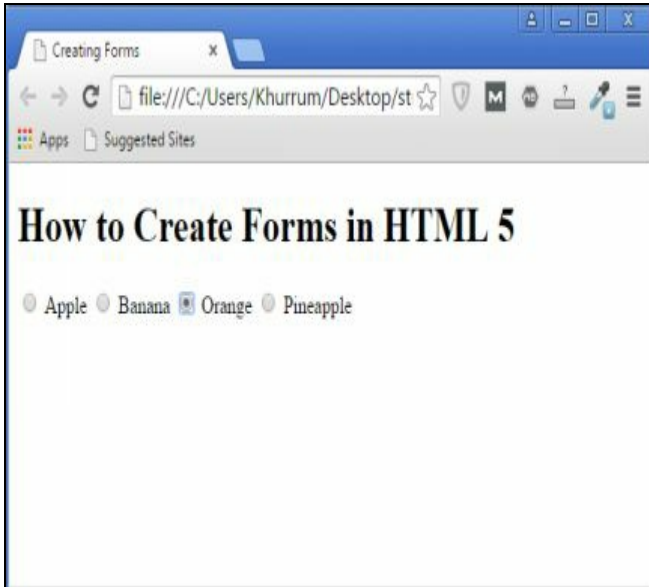 Creating Forms
file:///C:/Users/Khurrum/Desktop/st
Apps Suggested Sites
How to Create Forms in HTML 5
Apple Banana Orange Pineapple